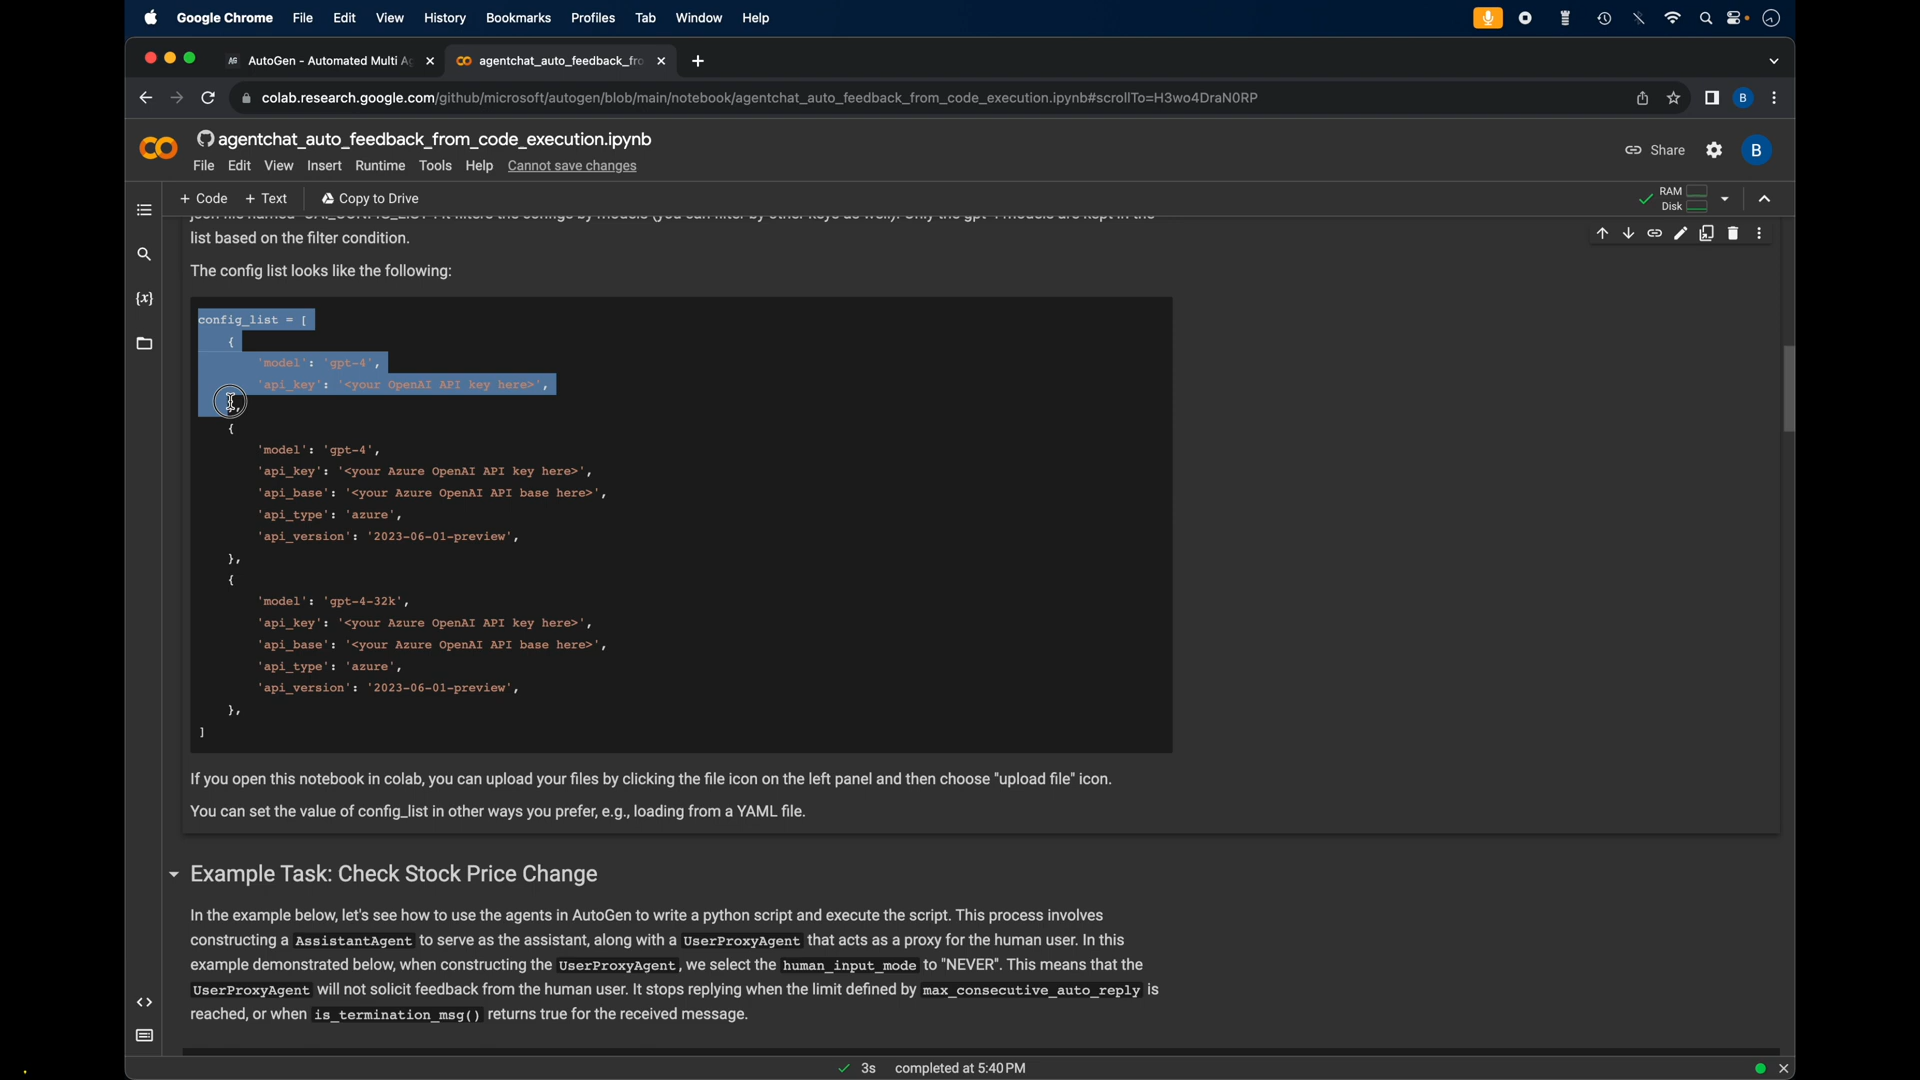 Google Chrome File Edit View History Bookmarks Profiles Tab Window Help
AutoGen - Automated Multi A
agentchat_auto_feedback_fro
colab.research.google.com/github/microsoft/autogen/blob/main/notebook/agentchat_auto_feedback_from_code_execution.ipynb#scrollTo=H3wo4DraN0RP
B
agentchat_auto_feedback_from_code_execution.ipynb
File Edit View Insert Runtime Tools Help Cannot save changes
Share
B
+ Code + Text Copy to Drive
RAM
Disk
list based on the filter condition.
The config list looks like the following:
config_list = [
{
'model': 'gpt-4',
'api_key': '<your OpenAI API key here>',
},
{
'model': 'gpt-4',
'api_key': '<your Azure OpenAI API key here>',
'api_base': '<your Azure OpenAI API base here>',
'api_type': 'azure',
'api_version': '2023-06-01-preview',
},
{
'model': 'gpt-4-32k',
'api_key': '<your Azure OpenAI API key here>',
'api_base': '<your Azure OpenAI API base here>',
'api_type': 'azure',
'api_version': '2023-06-01-preview',
},
]
If you open this notebook in colab, you can upload your files by clicking the file icon on the left panel and then choose "upload file" icon.
You can set the value of config_list in other ways you prefer, e.g., loading from a YAML file.
Example Task: Check Stock Price Change
In the example below, let's see how to use the agents in AutoGen to write a python script and execute the script. This process involves
constructing a AssistantAgent to serve as the assistant, along with a UserProxyAgent that acts as a proxy for the human user. In this
example demonstrated below, when constructing the UserProxyAgent, we select the human_input_mode to "NEVER". This means that the
UserProxyAgent will not solicit feedback from the human user. It stops replying when the limit defined by max_consecutive_auto_reply is
reached, or when is_termination_msg() returns true for the received message.
3s completed at 5:40 PM